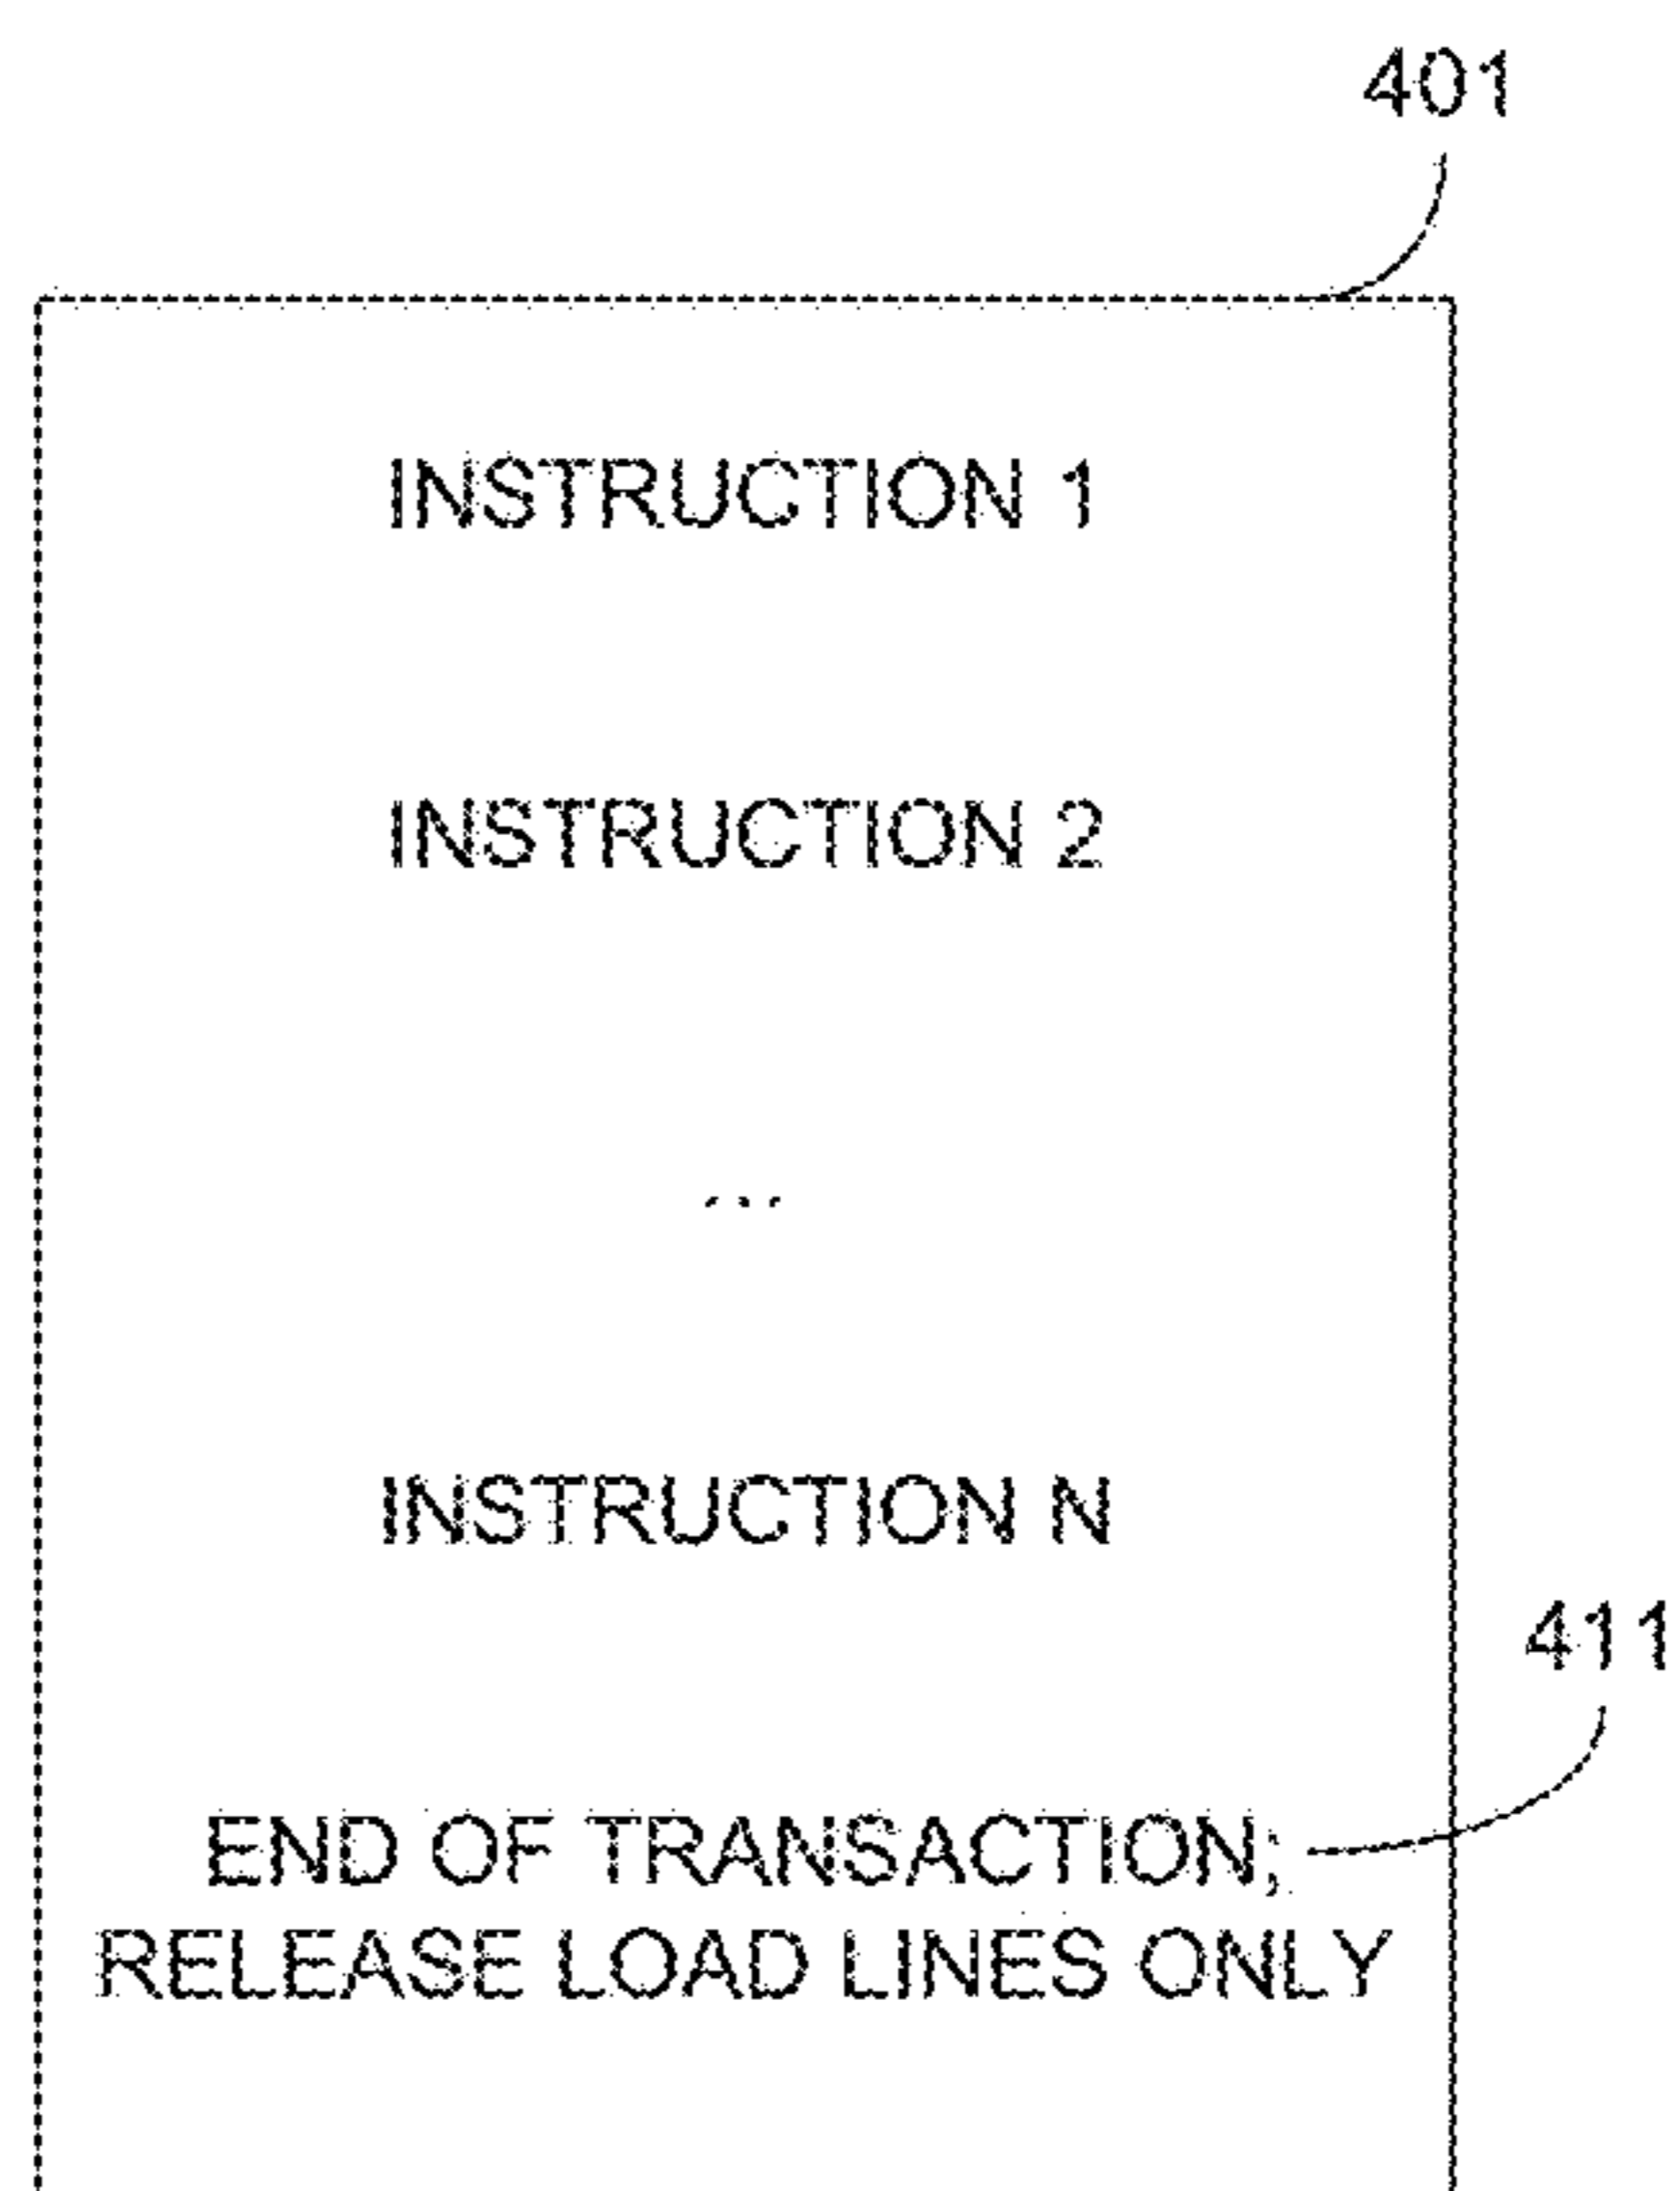 401
INSTRUCTION 1
INSTRUCTION 2
...
INSTRUCTION N
411
END OF TRANSACTION;
RELEASE LOAD LINES ONLY